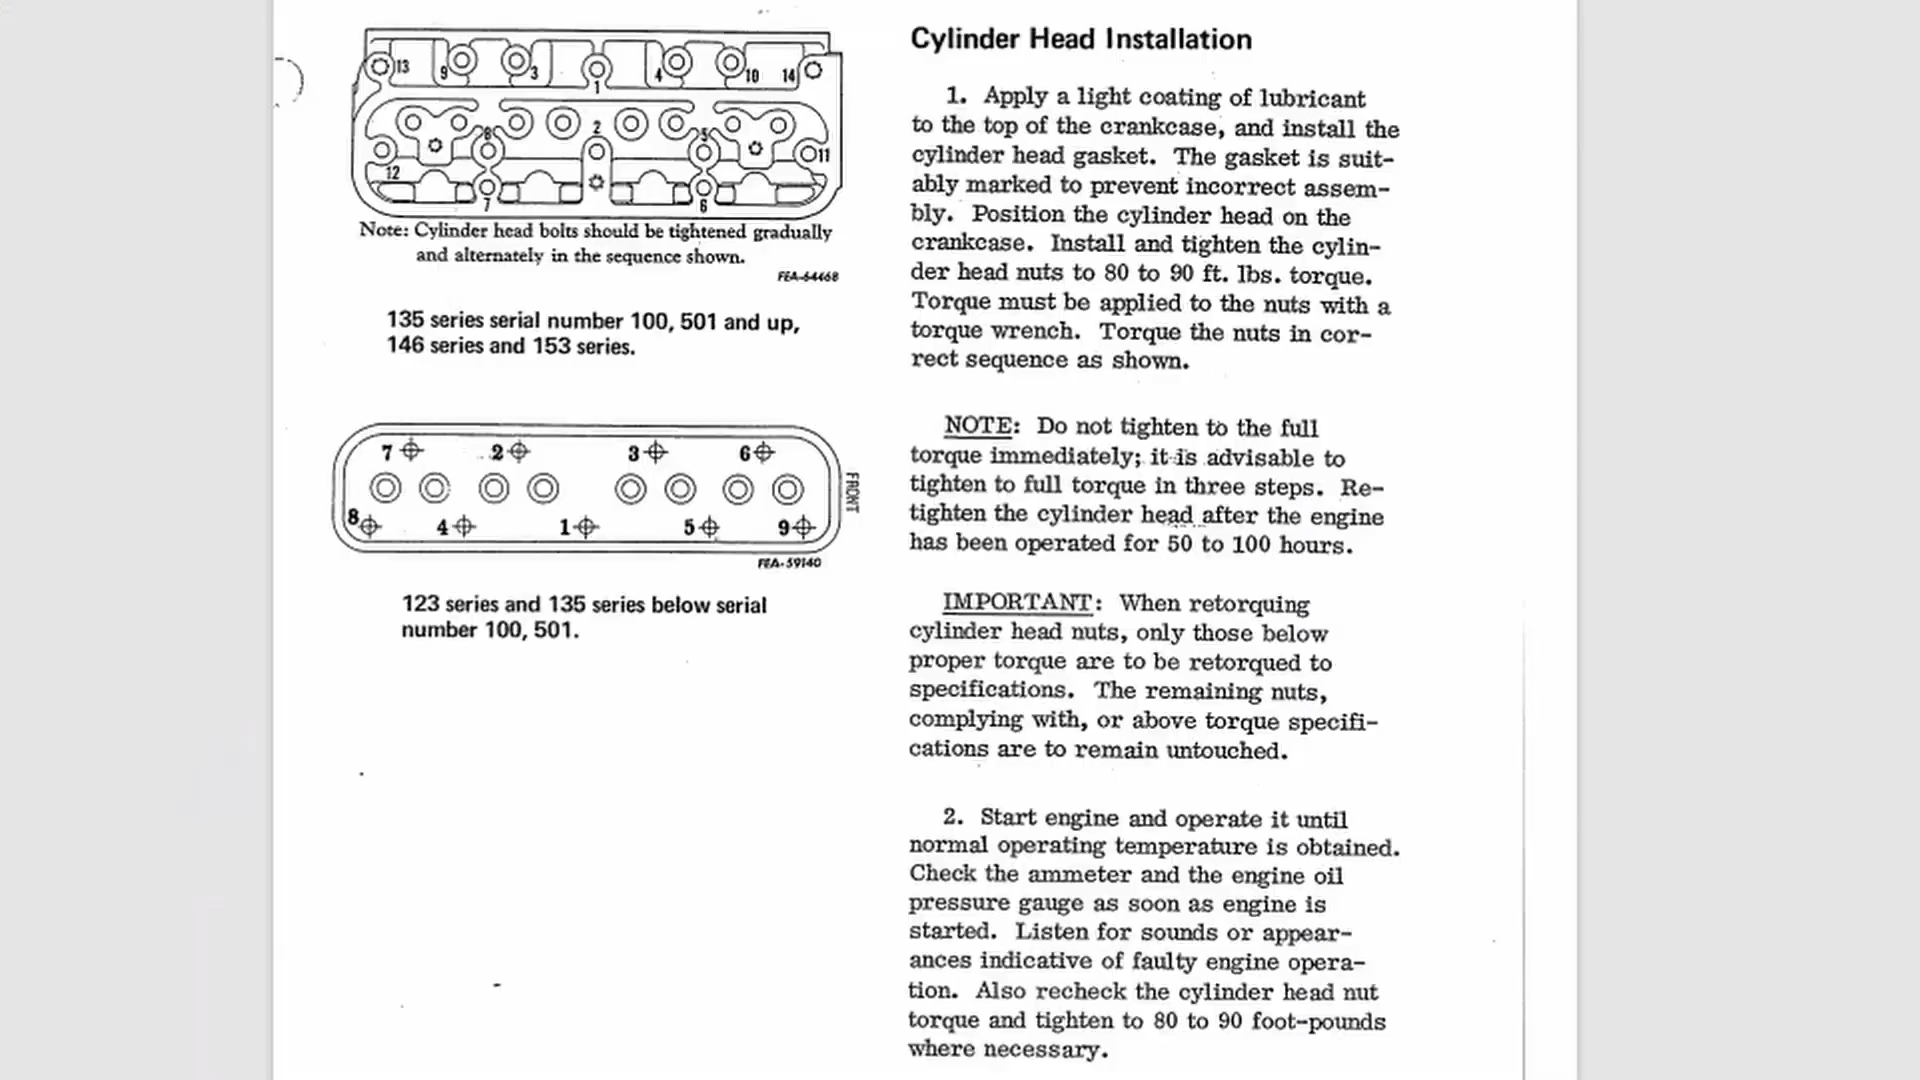 13 9 3 1 4 10 14
8 2 5
12 11
7 6
Note: Cylinder head bolts should be tightened gradually
and alternately in the sequence shown.
FEA-64468
135 series serial number 100, 501 and up,
146 series and 153 series.
7 2 3 6
FRONT
8 4 1 5 9
FEA-59140
123 series and 135 series below serial
number 100, 501.
Cylinder Head Installation
1. Apply a light coating of lubricant
to the top of the crankcase, and install the
cylinder head gasket. The gasket is suit-
ably marked to prevent incorrect assem-
bly. Position the cylinder head on the
crankcase. Install and tighten the cylin-
der head nuts to 80 to 90 ft. lbs. torque.
Torque must be applied to the nuts with a
torque wrench. Torque the nuts in cor-
rect sequence as shown.
NOTE: Do not tighten to the full
torque immediately; it is advisable to
tighten to full torque in three steps. Re-
tighten the cylinder head after the engine
has been operated for 50 to 100 hours.
IMPORTANT: When retorquing
cylinder head nuts, only those below
proper torque are to be retorqued to
specifications. The remaining nuts,
complying with, or above torque specifi-
cations are to remain untouched.
2. Start engine and operate it until
normal operating temperature is obtained.
Check the ammeter and the engine oil
pressure gauge as soon as engine is
started. Listen for sounds or appear-
ances indicative of faulty engine opera-
tion. Also recheck the cylinder head nut
torque and tighten to 80 to 90 foot-pounds
where necessary.